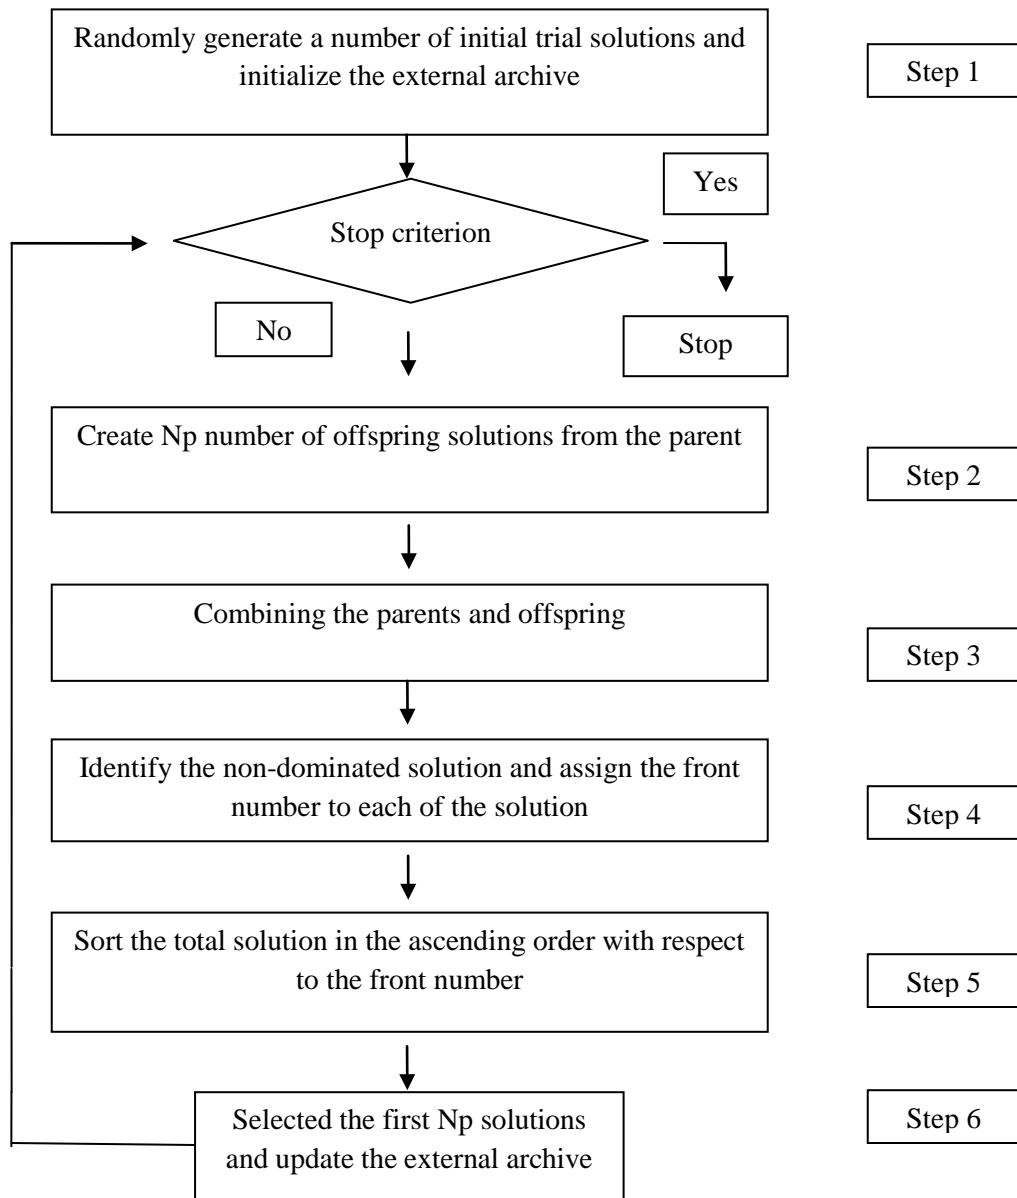 Randomly generate a number of initial trial solutions and
initialize the external archive
Step 1
Yes
Stop criterion
No
Stop
Create Np number of offspring solutions from the parent
Step 2
Combining the parents and offspring
Step 3
Identify the non-dominated solution and assign the front
number to each of the solution
Step 4
Sort the total solution in the ascending order with respect
to the front number
Step 5
Selected the first Np solutions
and update the external archive
Step 6